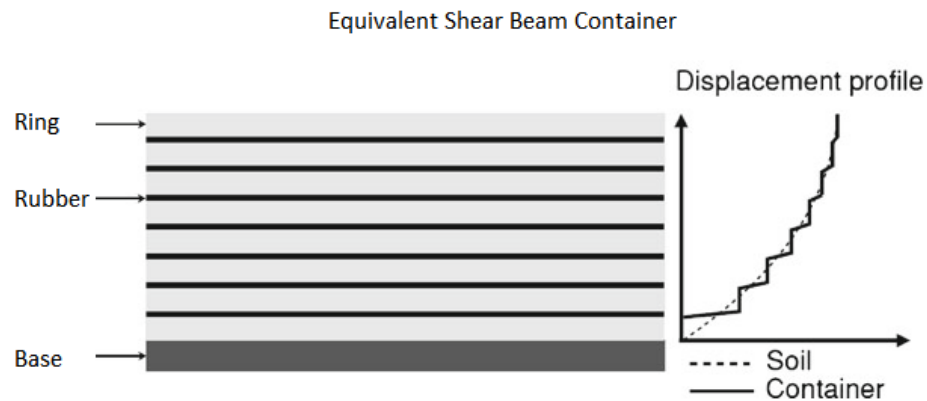 Equivalent Shear Beam Container
Displacement profile
Ring
Rubber
Base
Soil
Container